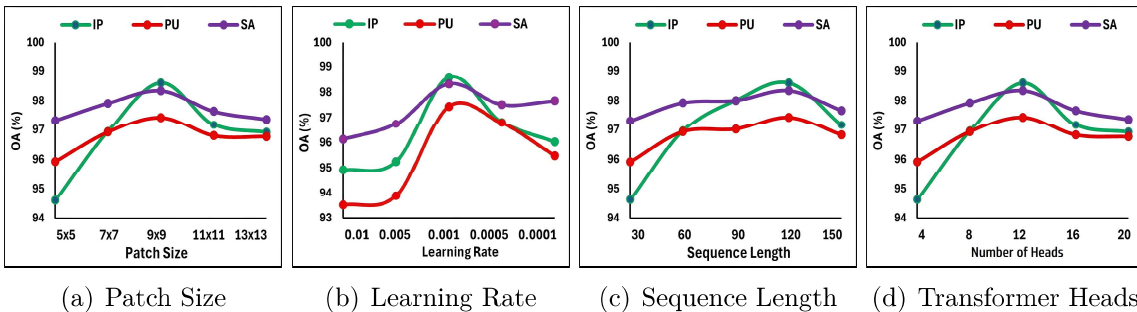 IP PU SA
100
99
98
97
96
95
94
OA (%)
5x5 7x7 9x9 11x11 13x13
Patch Size
(a) Patch Size
IP PU SA
100
99
98
97
96
95
94
93
OA (%)
0.01 0.005 0.001 0.0005 0.0001
Learning Rate
(b) Learning Rate
IP PU SA
100
99
98
97
96
95
94
OA (%)
30 60 90 120 150
Sequence Length
(c) Sequence Length
IP PU SA
100
99
98
97
96
95
94
OA (%)
4 8 12 16 20
Number of Heads
(d) Transformer Heads